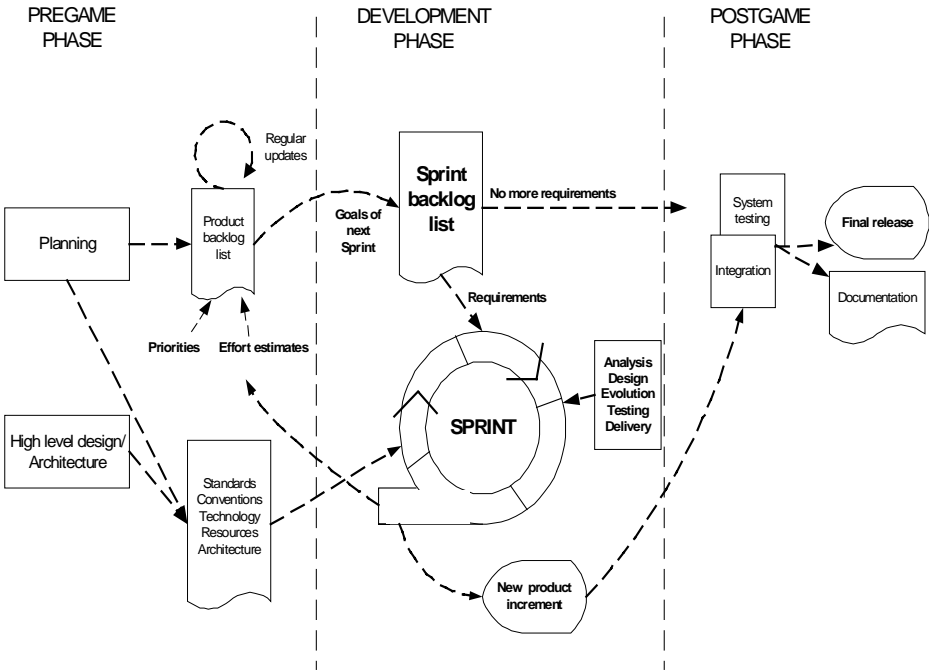 PREGAME
PHASE
DEVELOPMENT
PHASE
POSTGAME
PHASE
Regular
updates
Planning
Product
backlog
list
Priorities
Effort estimates
High level design/
Architecture
Standards
Conventions
Technology
Resources
Architecture
Goals of
next
Sprint
Sprint
backlog
list
No more requirements
Requirements
SPRINT
Analysis
Design
Evolution
Testing
Delivery
New product
increment
System
testing
Integration
Final release
Documentation